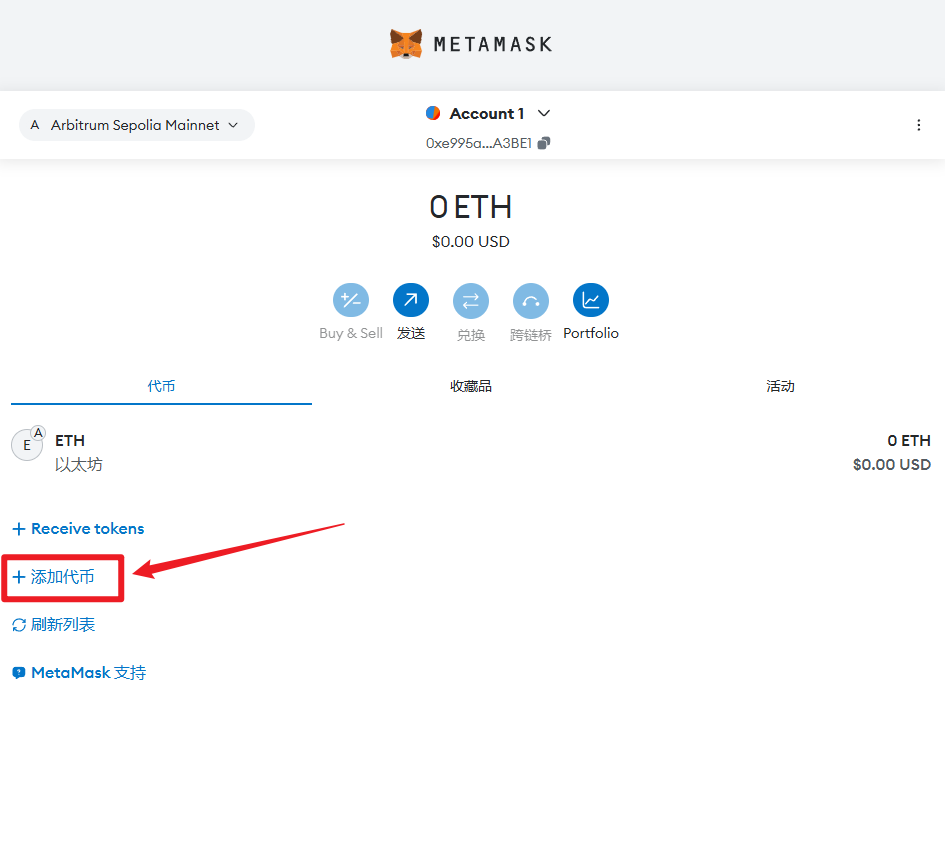 METAMASK
A Arbitrum Sepolia Mainnet
Account 1
0xe995a...A3BE1
0 ETH
$0.00 USD
Buy & Sell 发送 兑换 跨链桥 Portfolio
代币 收藏品 活动
E A ETH 0 ETH
以太坊 $0.00 USD
+ Receive tokens
+ 添加代币
刷新列表
MetaMask 支持